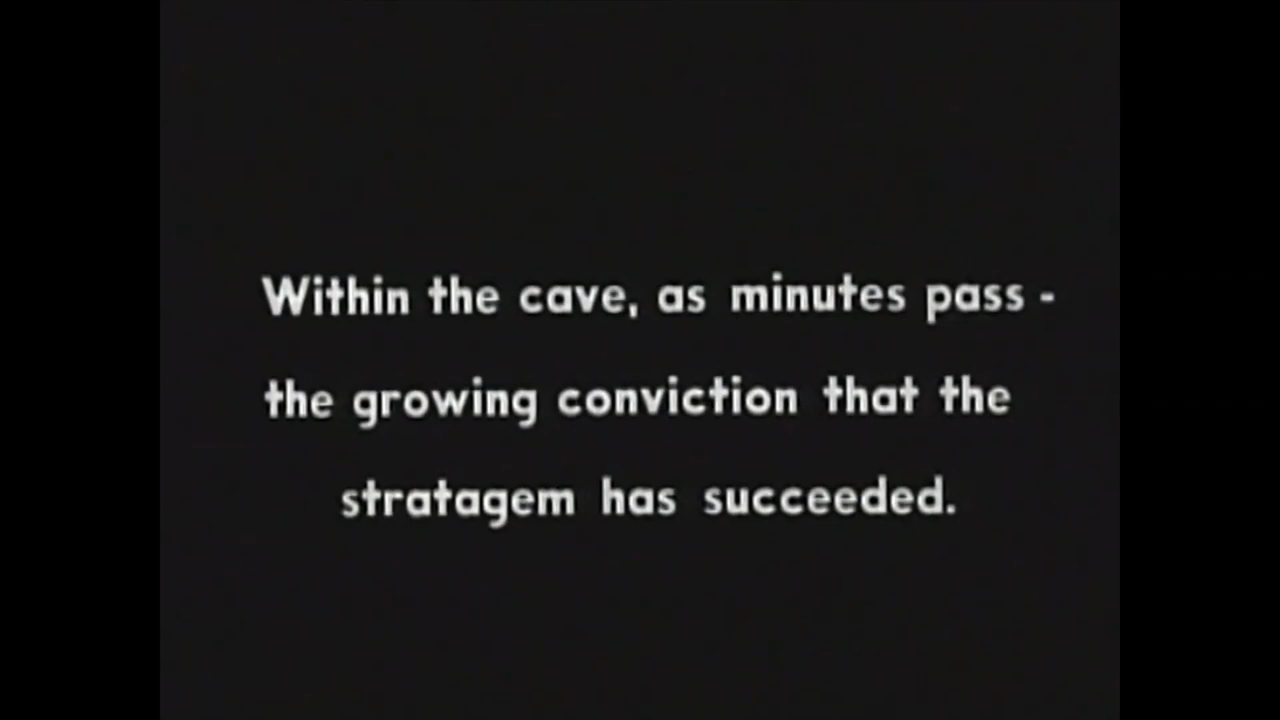 Within the cave, as minutes pass -
the growing conviction that the
stratagem has succeeded.